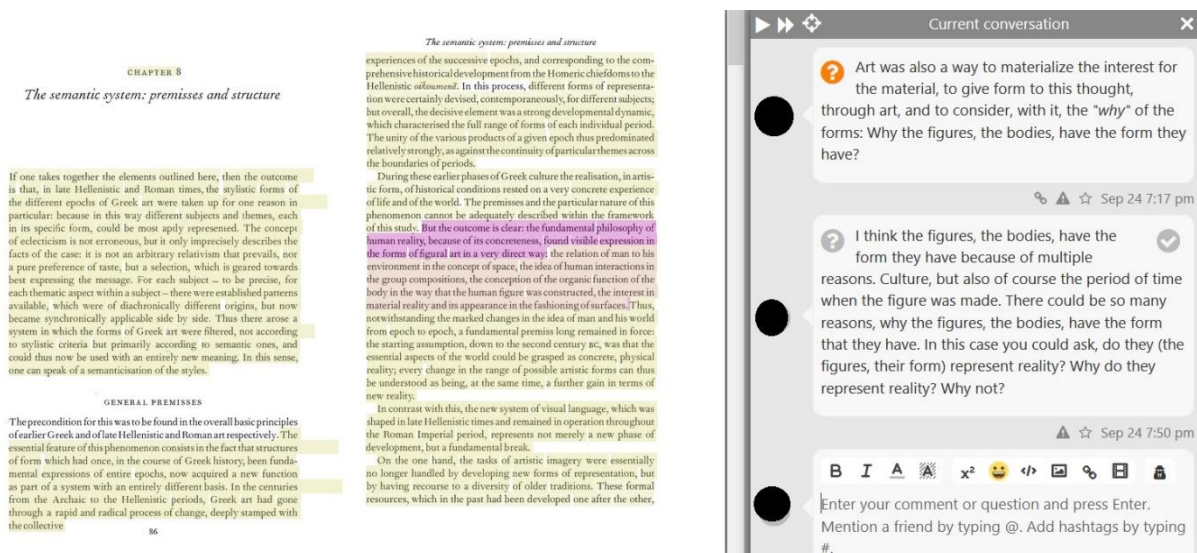 CHAPTER 8
The semantic system: premisses and structure
If one takes together the elements outlined here, then the outcome
is that, in late Hellenistic and Roman times, the stylistic forms of
the different epochs of Greek art were taken up for one reason in
particular: because in this way different subjects and themes, each
in its specific form, could be most aptly represented. The concept
of eclecticism is not erroneous, but it only imprecisely describes the
facts of the case: it is not an arbitrary relativism that prevails, nor
a pure preference of taste, but a selection, which is geared towards
best expressing the message. For each subject – to be precise, for
each thematic aspect within a subject – there were established patterns
available, which were of diachronically different origins, but now
became synchronically applicable side by side. Thus there arose a
system in which the forms of Greek art were filtered, not according
to stylistic criteria but primarily according to semantic ones, and
could thus now be used with an entirely new meaning. In this sense,
one can speak of a semanticisation of the styles.
GENERAL PREMISSES
The precondition for this was to be found in the overall basic principles
of earlier Greek and of late Hellenistic and Roman art respectively. The
essential feature of this phenomenon consists in the fact that structures
of form which had once, in the course of Greek history, been funda-
mental expressions of entire epochs, now acquired a new function
as part of a system with an entirely different basis. In the centuries
from the Archaic to the Hellenistic periods, Greek art had gone
through a rapid and radical process of change, deeply stamped with
the collective
86
The semantic system: premisses and structure
experiences of the successive epochs, and corresponding to the com-
prehensive historical development from the Homeric chiefdoms to the
Hellenistic oikoumenē. In this process, different forms of representa-
tion were certainly devised, contemporaneously, for different subjects;
but overall, the decisive element was a strong developmental dynamic,
which characterised the full range of forms of each individual period.
The unity of the various products of a given epoch thus predominated
relatively strongly, as against the continuity of particular themes across
the boundaries of periods.
During these earlier phases of Greek culture the realisation, in artis-
tic form, of historical conditions rested on a very concrete experience
of life and of the world. The premises and the particular nature of this
phenomenon cannot be adequately described within the framework
of this study. But the outcome is clear: the fundamental philosophy of
human reality, because of its concreteness, found visible expression in
the forms of figural art in a very direct way: the relation of man to his
environment in the concept of space, the idea of human interactions in
the group compositions, the conception of the organic function of the
body in the way that the human figure was constructed, the interest in
material reality and its appearance in the fashioning of surfaces. Thus,
notwithstanding the marked changes in the idea of man and his world
from epoch to epoch, a fundamental premiss long remained in force:
the starting assumption, down to the second century BC, was that the
essential aspects of the world could be grasped as concrete, physical
reality; every change in the range of possible artistic forms can thus
be understood as being, at the same time, a further gain in terms of
new reality.
In contrast with this, the new system of visual language, which was
shaped in late Hellenistic times and remained in operation throughout
the Roman Imperial period, represents not merely a new phase of
development, but a fundamental break.
On the one hand, the tasks of artistic imagery were essentially
no longer handled by developing new forms of representation, but
by having recourse to a diversity of older traditions. These formal
resources, which in the past had been developed one after the other,
Current conversation
Art was also a way to materialize the interest for
the material, to give form to this thought,
through art, and to consider, with it, the "why" of the
forms: Why the figures, the bodies, have the form they
have?
Sep 24 7:17 pm
I think the figures, the bodies, have the
form they have because of multiple
reasons. Culture, but also of course the period of time
when the figure was made. There could be so many
reasons, why the figures, the bodies, have the form
that they have. In this case you could ask, do they (the
figures, their form) represent reality? Why do they
represent reality? Why not?
Sep 24 7:50 pm
B I A A x² </>
Enter your comment or question and press Enter.
Mention a friend by typing @. Add hashtags by typing
#.